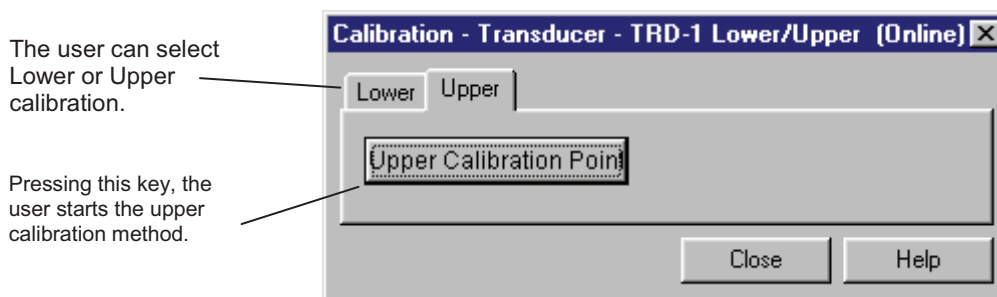 The user can select
Lower or Upper
calibration.
Pressing this key, the
user starts the upper
calibration method.
Calibration - Transducer - TRD-1 Lower/Upper (Online)
Lower Upper
Upper Calibration Point
Close Help